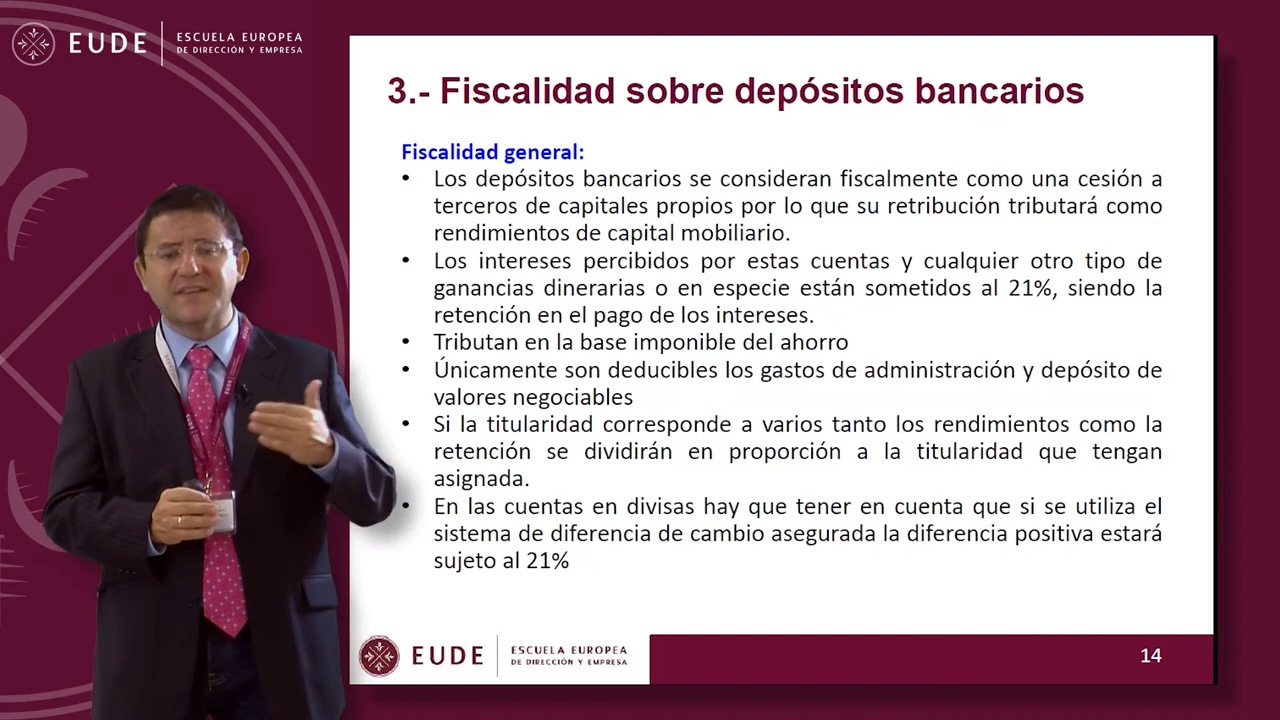 EUDE
ESCUELA EUROPEA
DE DIRECCIÓN Y EMPRESA
3.- Fiscalidad sobre depósitos bancarios
Fiscalidad general:
• Los depósitos bancarios se consideran fiscalmente como una cesión a
terceros de capitales propios por lo que su retribución tributará como
rendimientos de capital mobiliario.
• Los intereses percibidos por estas cuentas y cualquier otro tipo de
ganancias dinerarias o en especie están sometidos al 21%, siendo la
retención en el pago de los intereses.
• Tributan en la base imponible del ahorro
• Únicamente son deducibles los gastos de administración y depósito de
valores negociables
• Si la titularidad corresponde a varios tanto los rendimientos como la
retención se dividirán en proporción a la titularidad que tengan
asignada.
• En las cuentas en divisas hay que tener en cuenta que si se utiliza el
sistema de diferencia de cambio asegurada la diferencia positiva estará
sujeto al 21%
EUDE
ESCUELA EUROPEA
DE DIRECCIÓN Y EMPRESA
14